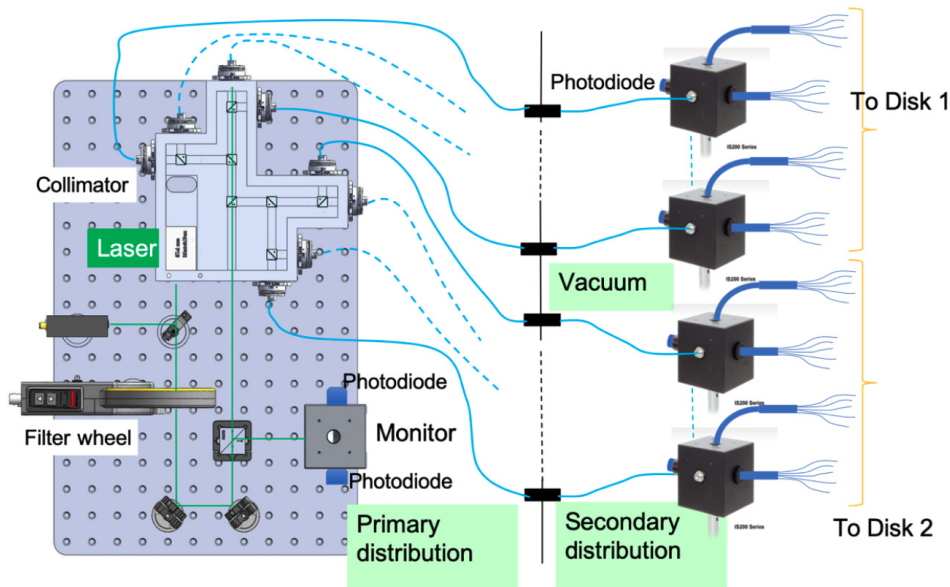 Photodiode
To Disk 1
IS200 Series
Collimator
Laser
IS200 Series
Vacuum
Photodiode
IS200 Series
Filter wheel
Monitor
Photodiode
Primary
distribution
Secondary
distribution
IS200 Series
To Disk 2